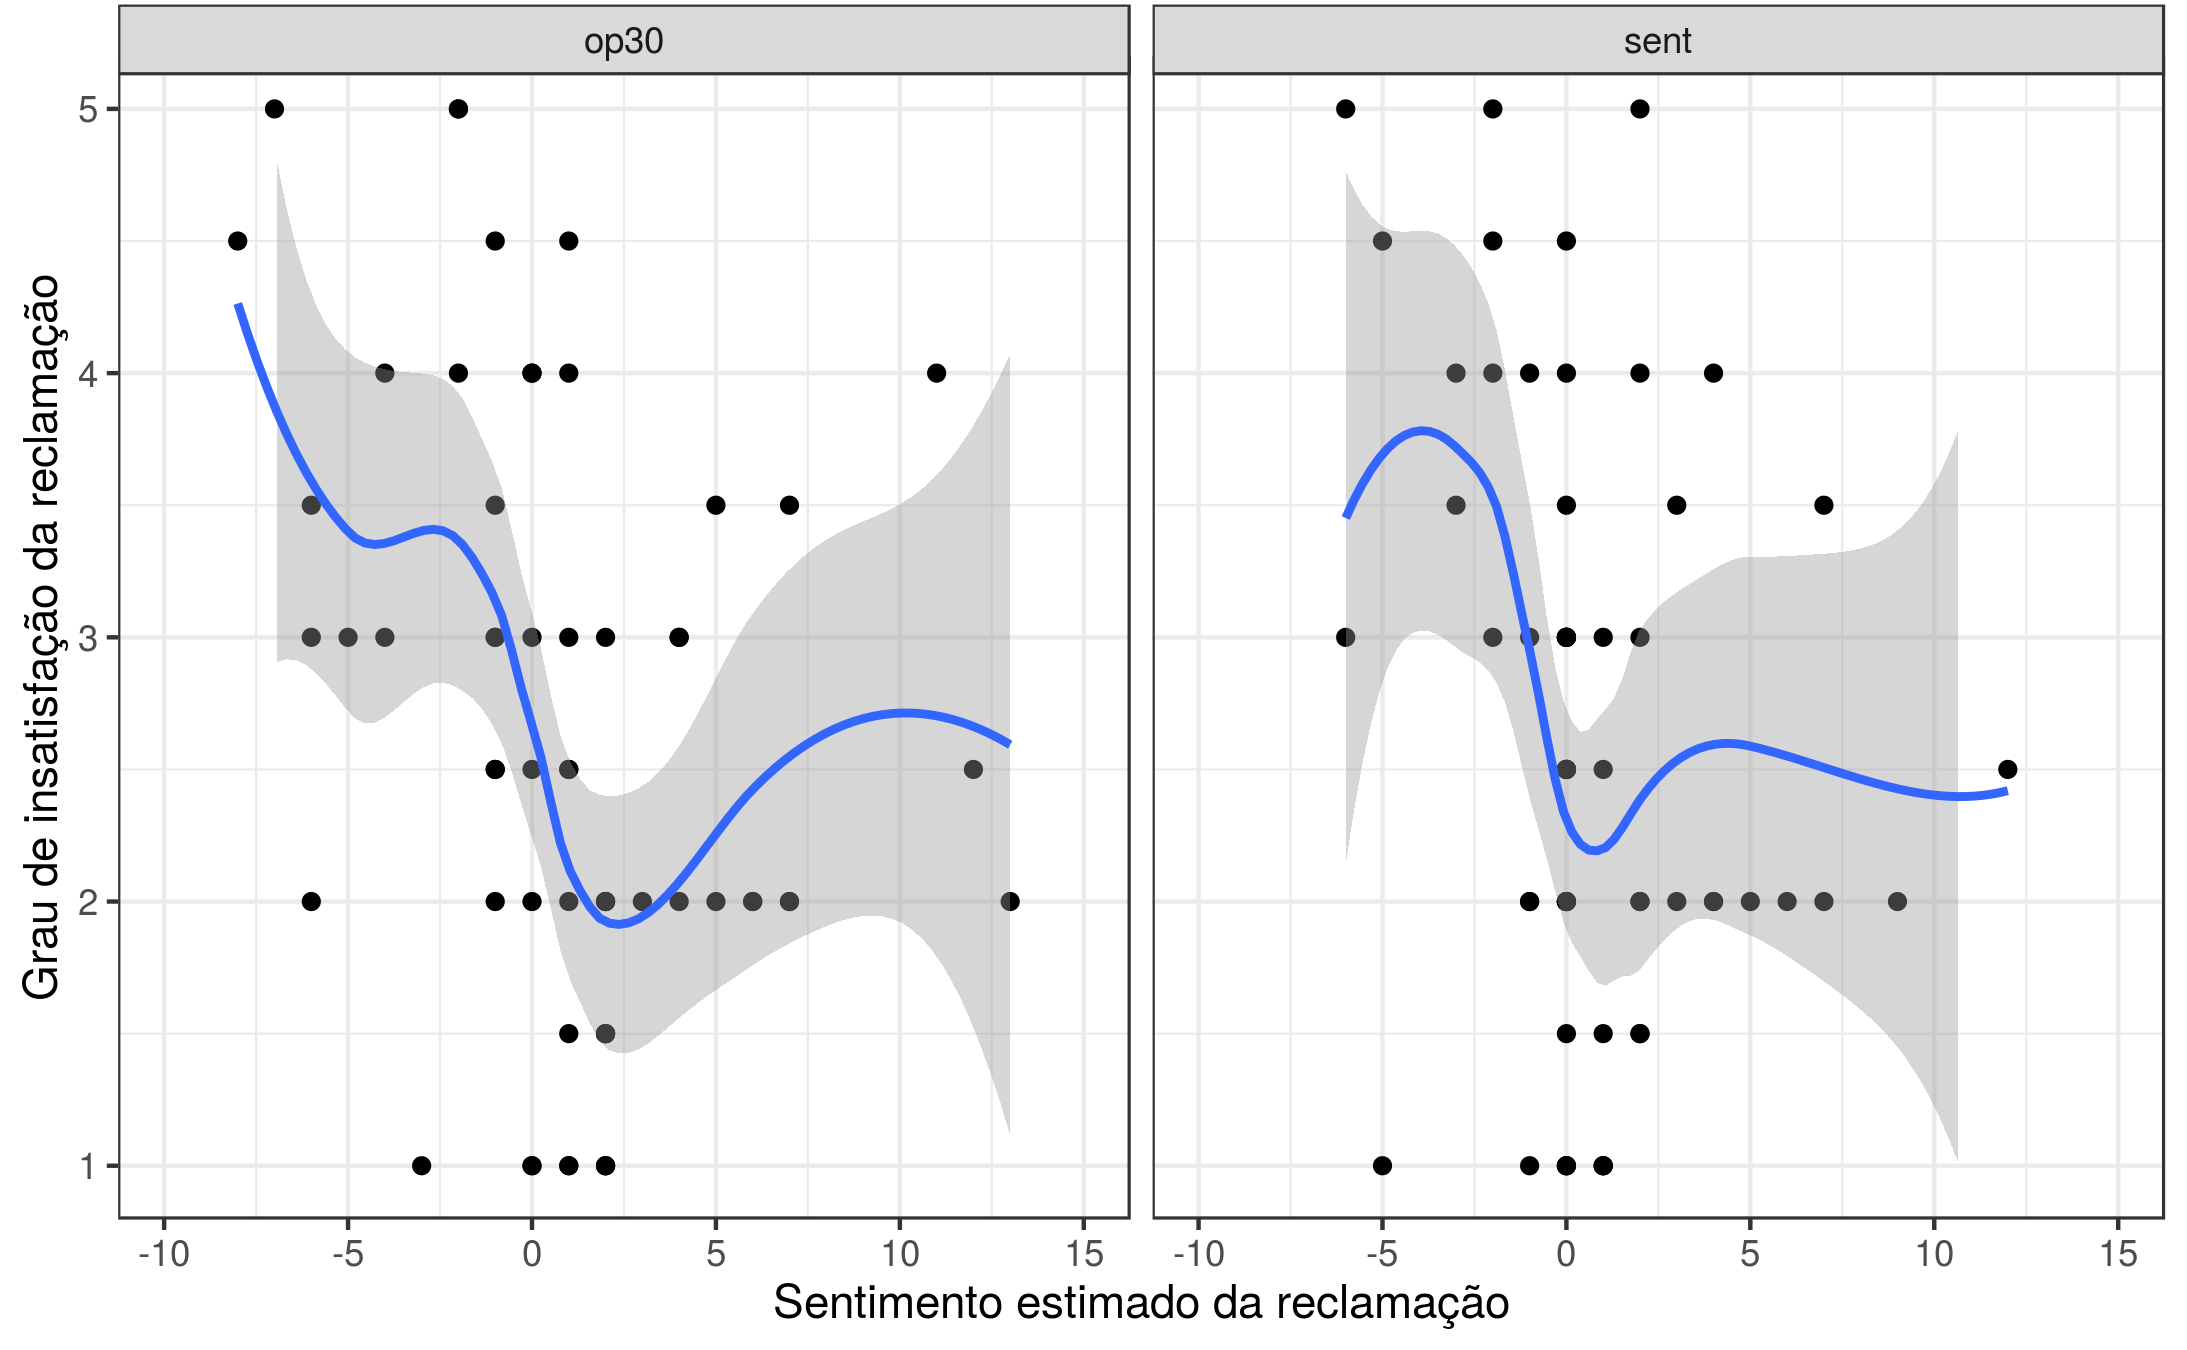 op30
sent
Grau de insatisfação da reclamação
5
4
3
2
1
-10 -5 0 5 10 15
-10 -5 0 5 10 15
Sentimento estimado da reclamação